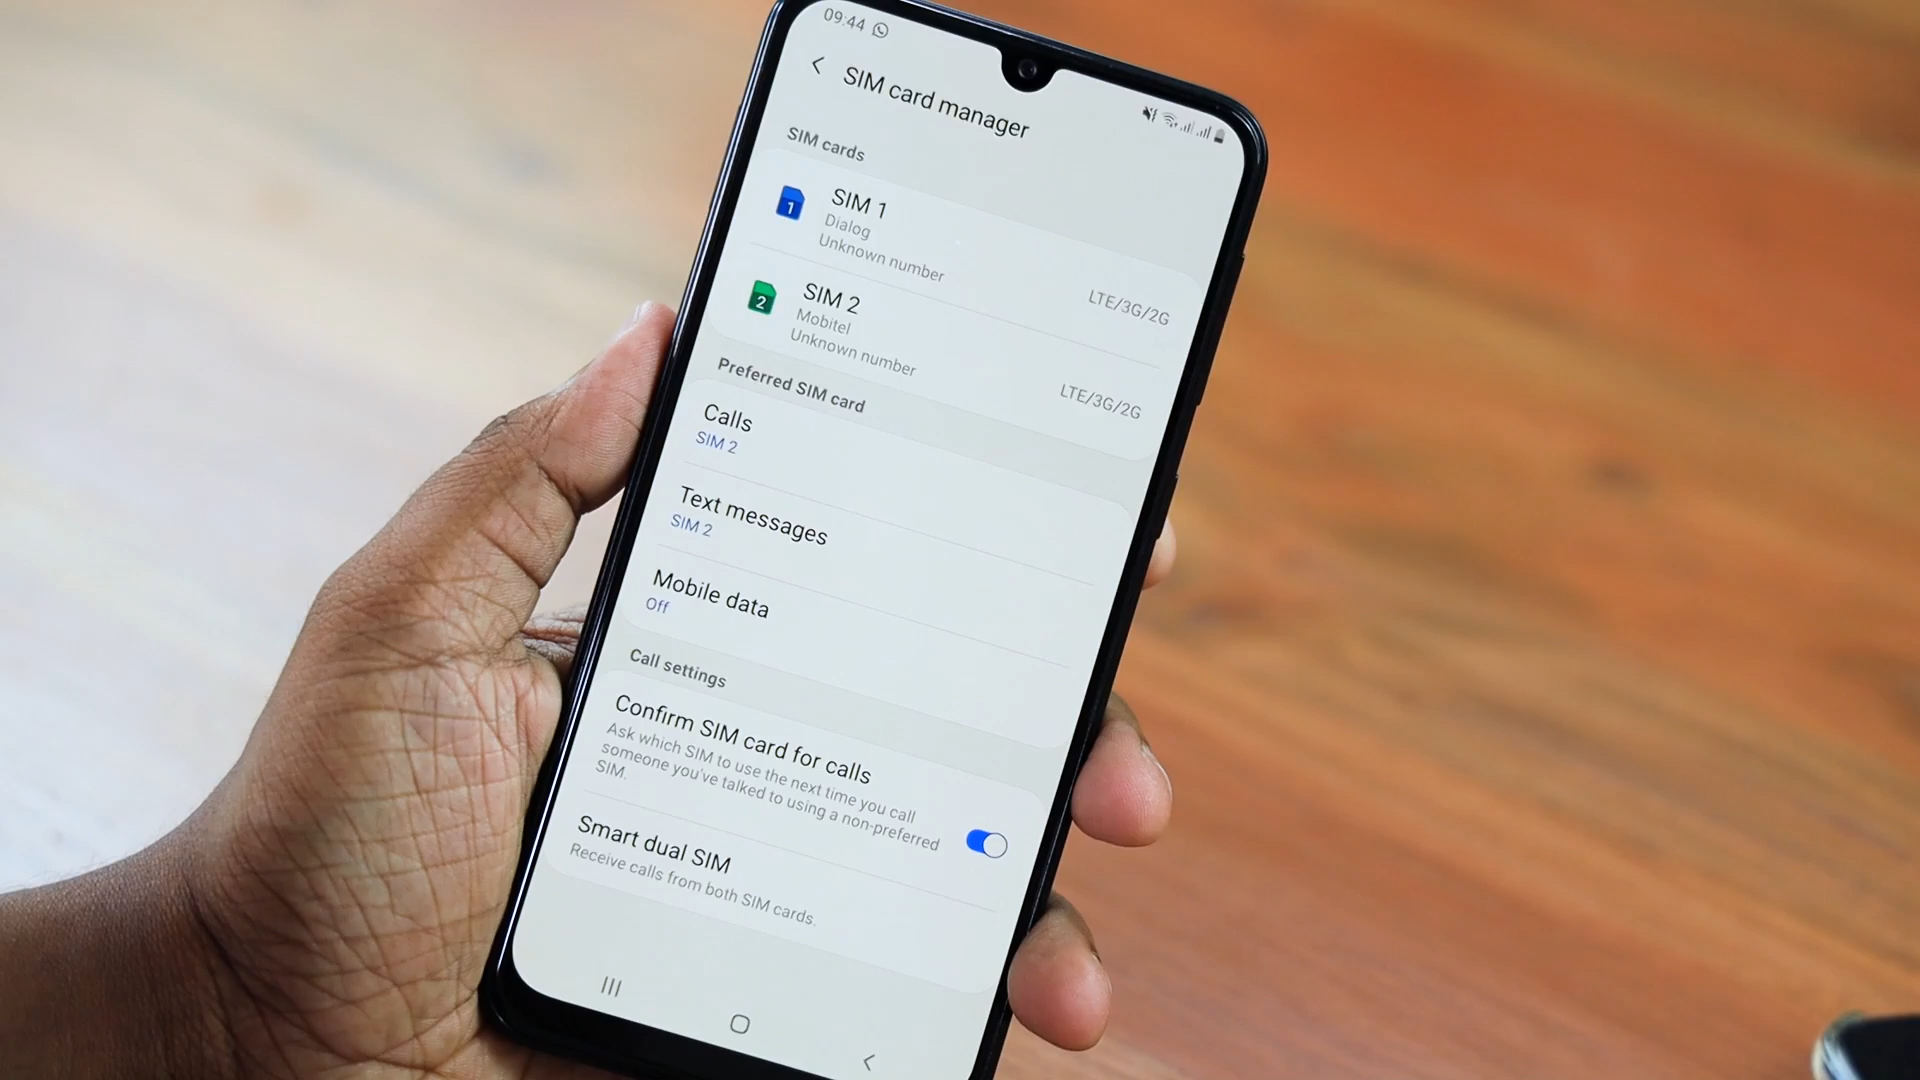 09:44
SIM card manager
SIM cards
1
SIM 1
Dialog
Unknown number
LTE/3G/2G
2
SIM 2
Mobitel
Unknown number
LTE/3G/2G
Preferred SIM card
Calls
SIM 2
Text messages
SIM 2
Mobile data
Off
Call settings
Confirm SIM card for calls
Ask which SIM to use the next time you call
someone you've talked to using a non-preferred
SIM.
Smart dual SIM
Receive calls from both SIM cards.